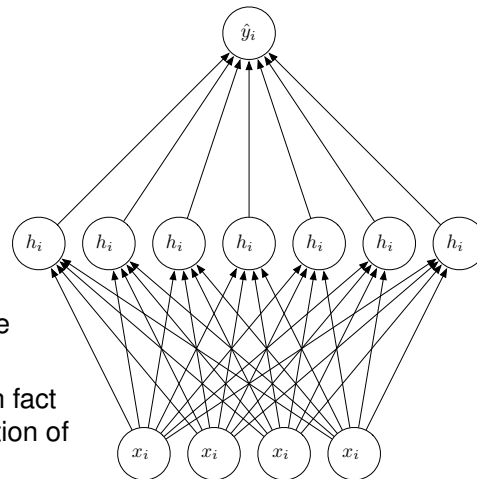 ŷᵢ
hᵢ hᵢ hᵢ hᵢ hᵢ hᵢ hᵢ
e
n fact
tion of
xᵢ xᵢ xᵢ xᵢ